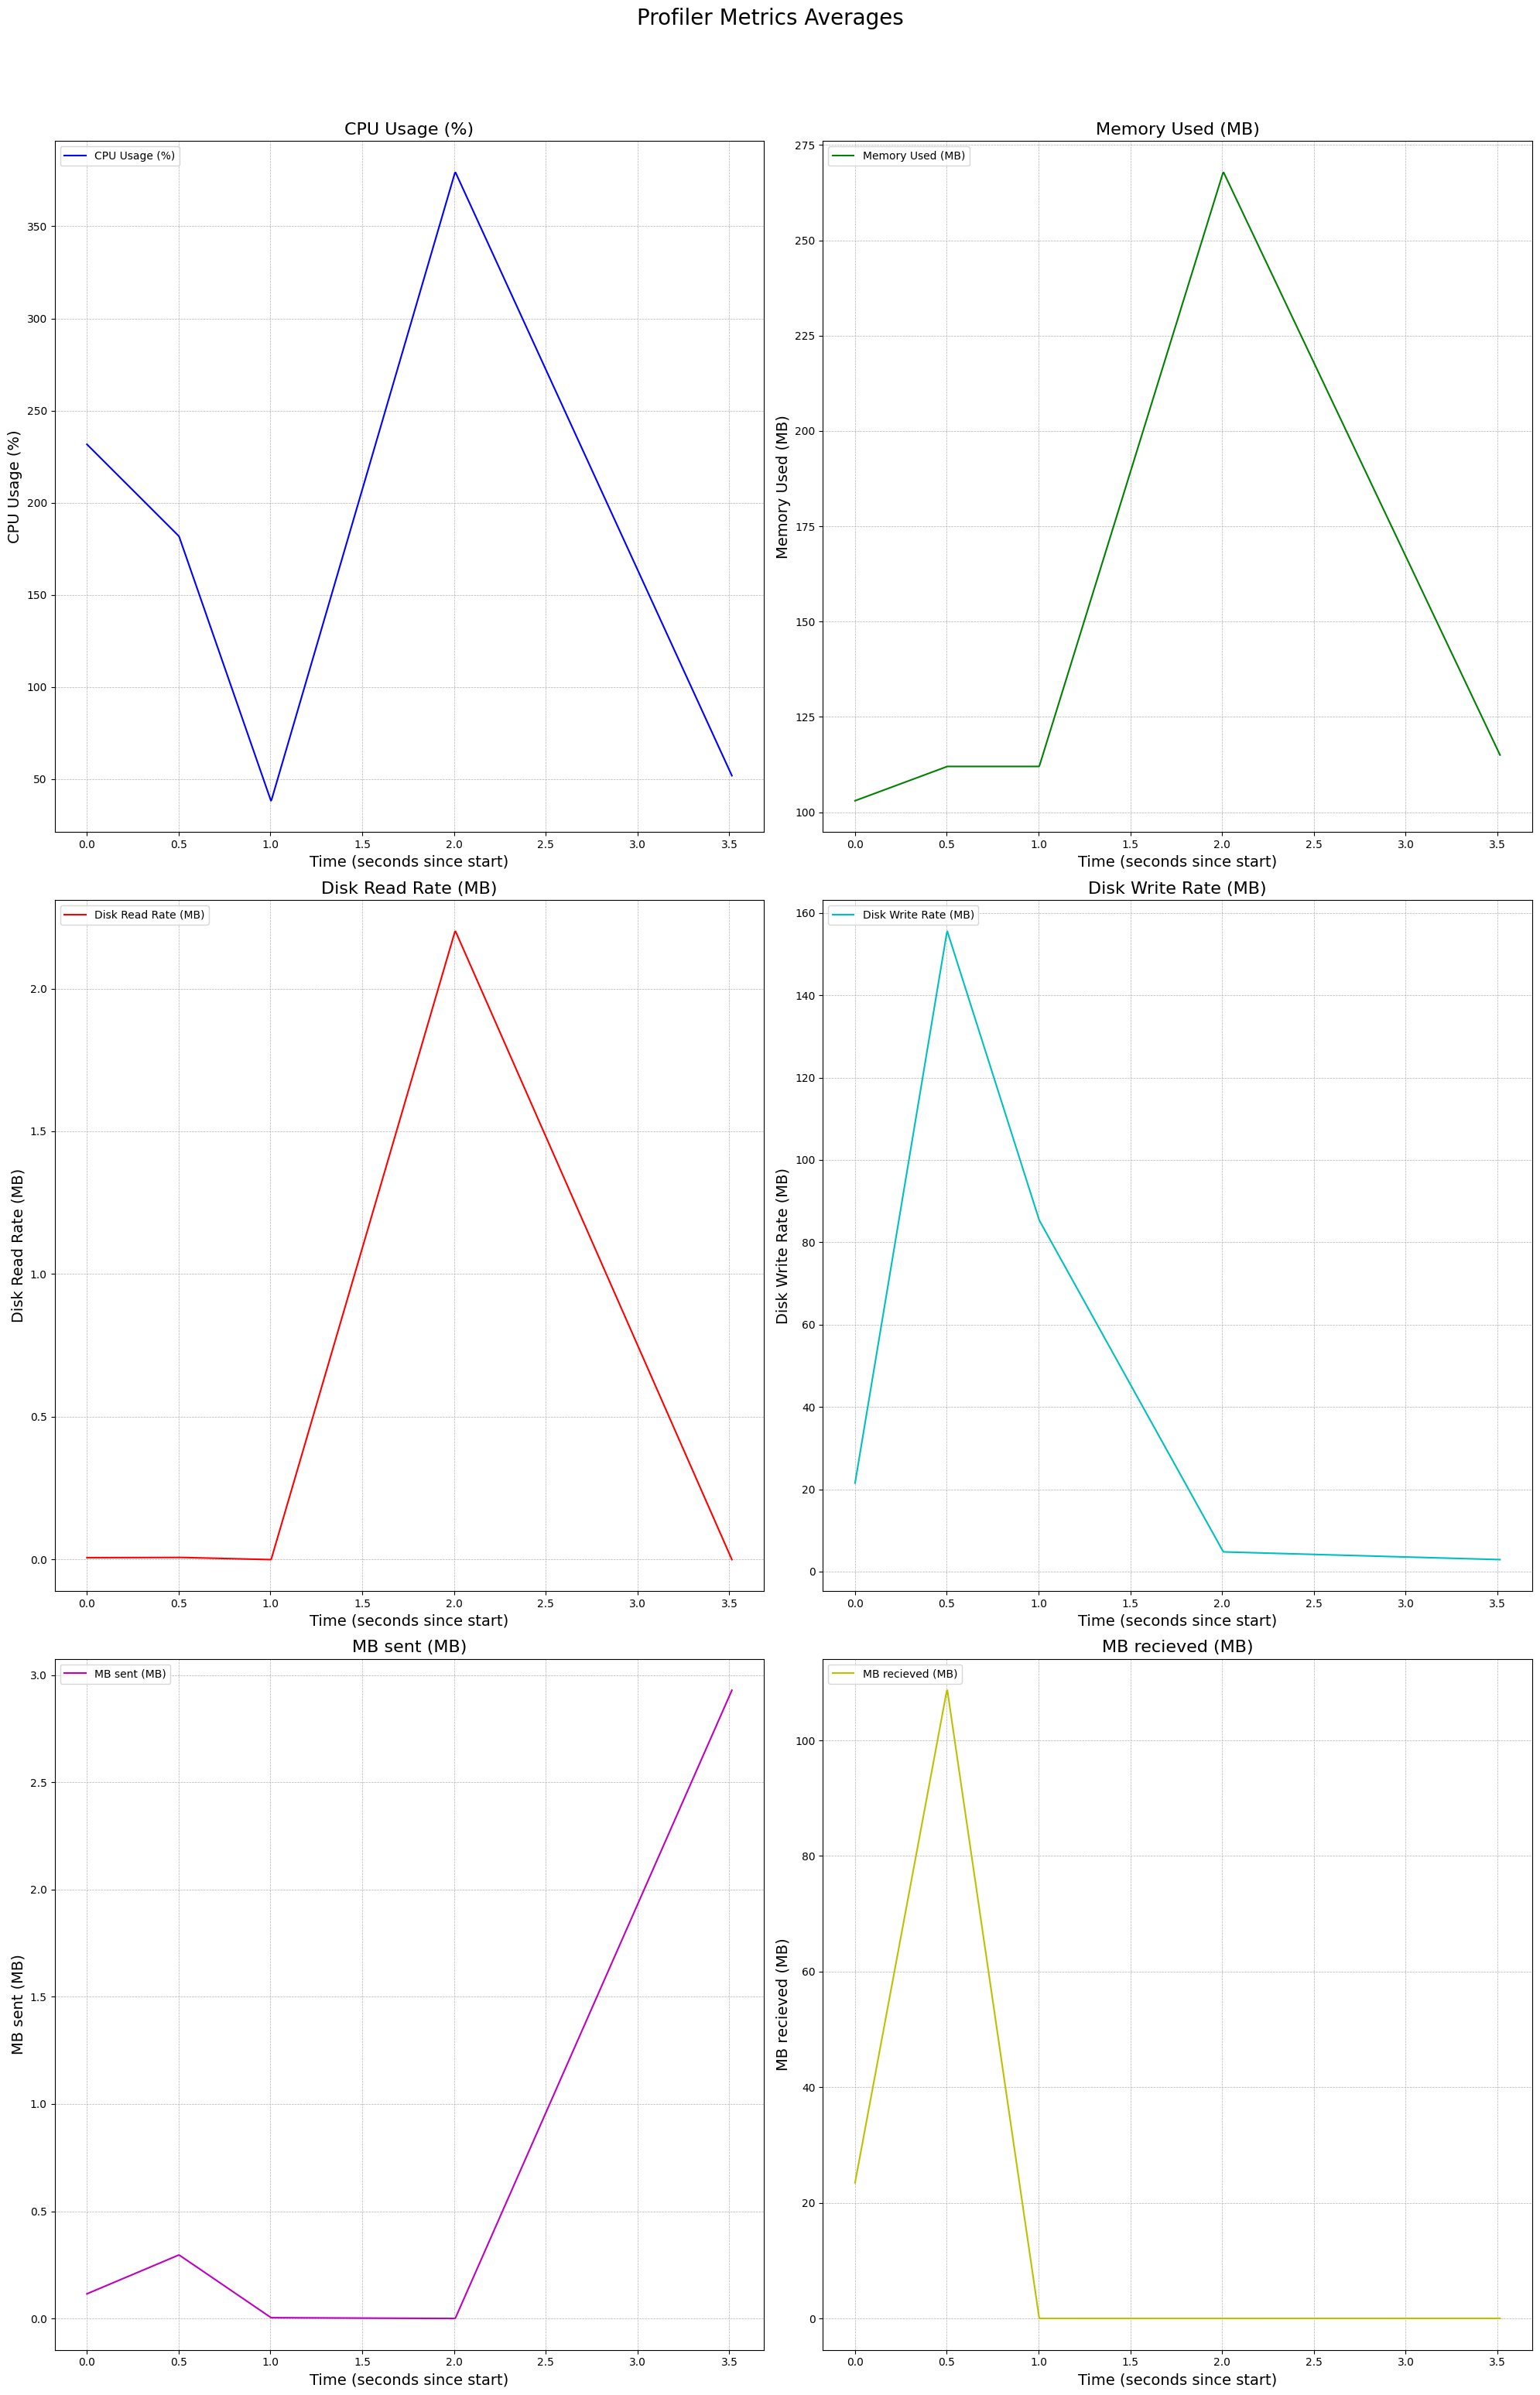 Profiler Metrics Averages
CPU Usage (%)
CPU Usage (%)
CPU Usage (%)
350
300
250
200
150
100
50
0.0 0.5 1.0 1.5 2.0 2.5 3.0 3.5
Time (seconds since start)
Memory Used (MB)
Memory Used (MB)
Memory Used (MB)
275
250
225
200
175
150
125
100
0.0 0.5 1.0 1.5 2.0 2.5 3.0 3.5
Time (seconds since start)
Disk Read Rate (MB)
Disk Read Rate (MB)
Disk Read Rate (MB)
2.0
1.5
1.0
0.5
0.0
0.0 0.5 1.0 1.5 2.0 2.5 3.0 3.5
Time (seconds since start)
Disk Write Rate (MB)
Disk Write Rate (MB)
Disk Write Rate (MB)
160
140
120
100
80
60
40
20
0
0.0 0.5 1.0 1.5 2.0 2.5 3.0 3.5
Time (seconds since start)
MB sent (MB)
MB sent (MB)
MB sent (MB)
3.0
2.5
2.0
1.5
1.0
0.5
0.0
0.0 0.5 1.0 1.5 2.0 2.5 3.0 3.5
Time (seconds since start)
MB recieved (MB)
MB recieved (MB)
MB recieved (MB)
100
80
60
40
20
0
0.0 0.5 1.0 1.5 2.0 2.5 3.0 3.5
Time (seconds since start)